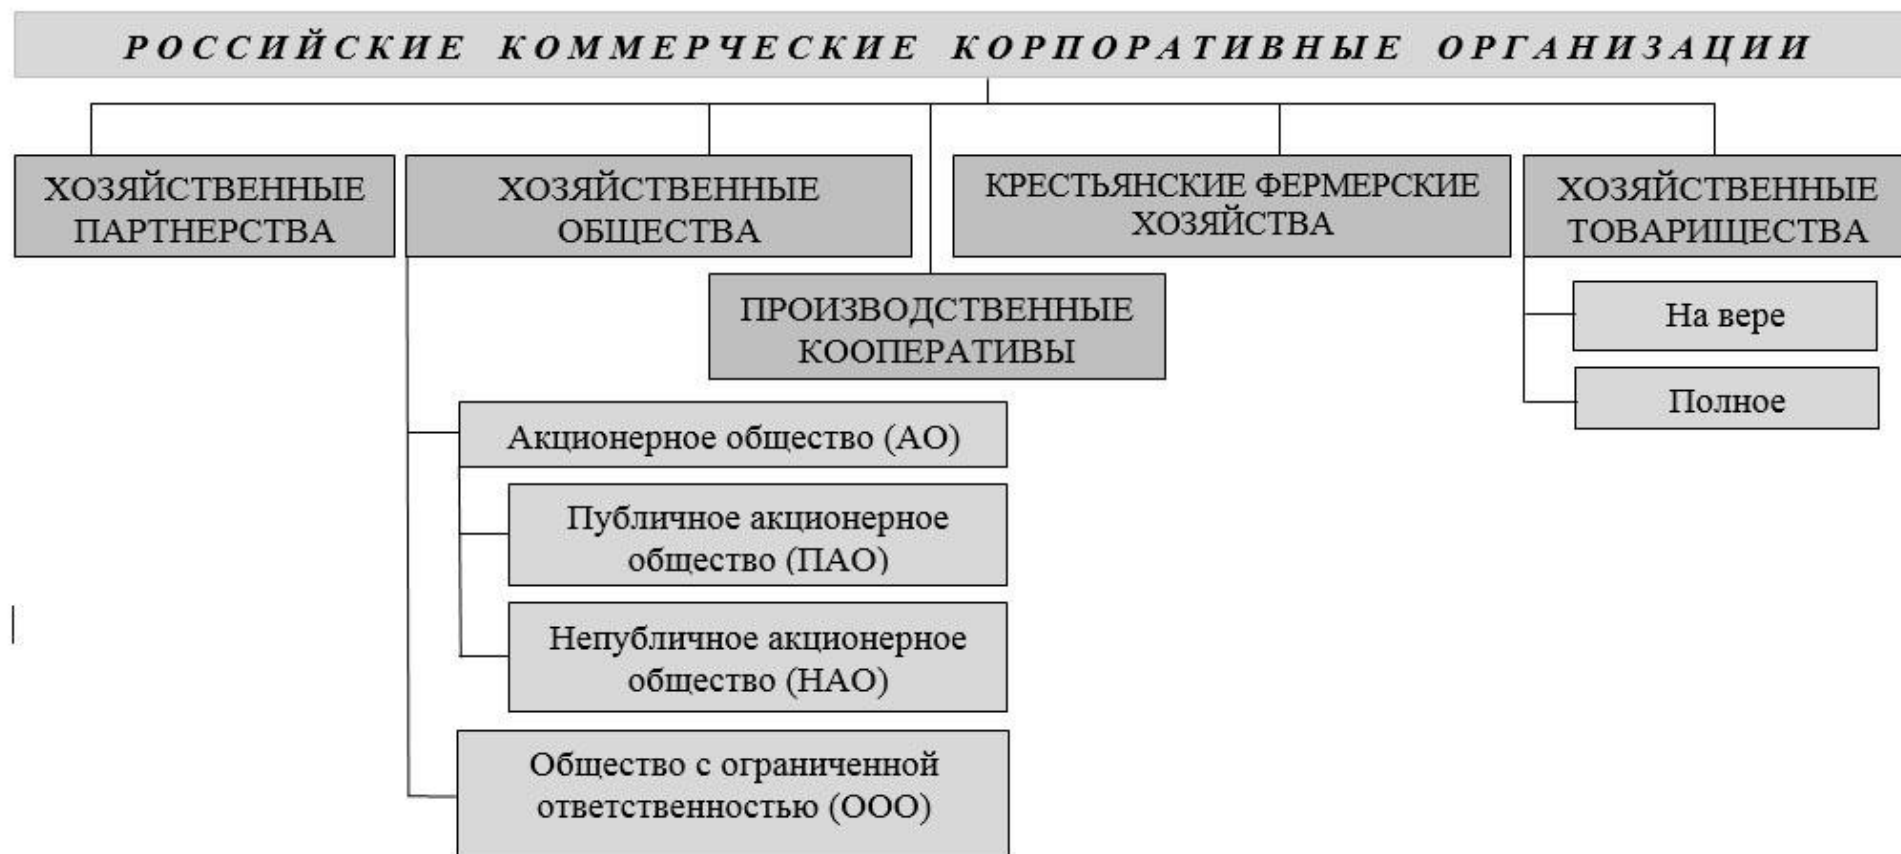 РОССИЙСКИЕ КОММЕРЧЕСКИЕ КОРПОРАТИВНЫЕ ОРГАНИЗАЦИИ
ХОЗЯЙСТВЕННЫЕ
ПАРТНЕРСТВА
ХОЗЯЙСТВЕННЫЕ
ОБЩЕСТВА
КРЕСТЬЯНСКИЕ ФЕРМЕРСКИЕ
ХОЗЯЙСТВА
ХОЗЯЙСТВЕННЫЕ
ТОВАРИЩЕСТВА
ПРОИЗВОДСТВЕННЫЕ
КООПЕРАТИВЫ
На вере
Полное
Акционерное общество (АО)
Публичное акционерное
общество (ПАО)
Непубличное акционерное
общество (НАО)
Общество с ограниченной
ответственностью (ООО)